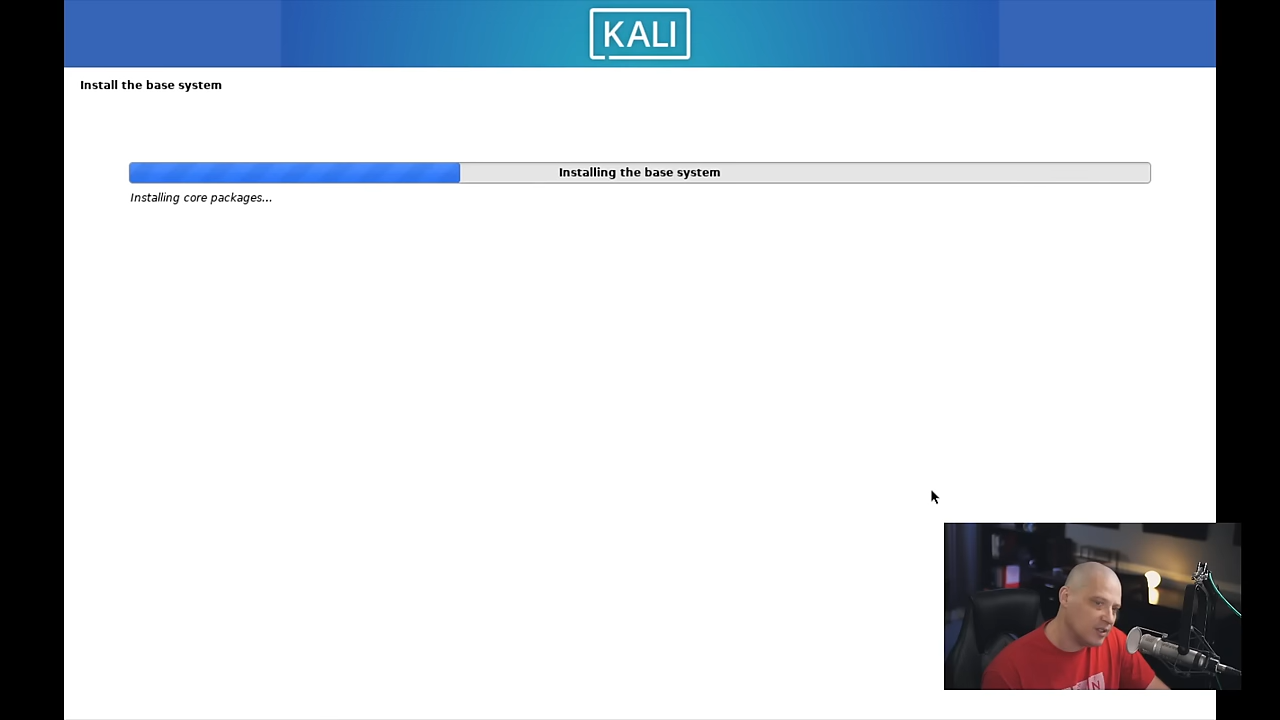 KALI
Install the base system
Installing the base system
Installing core packages...
N